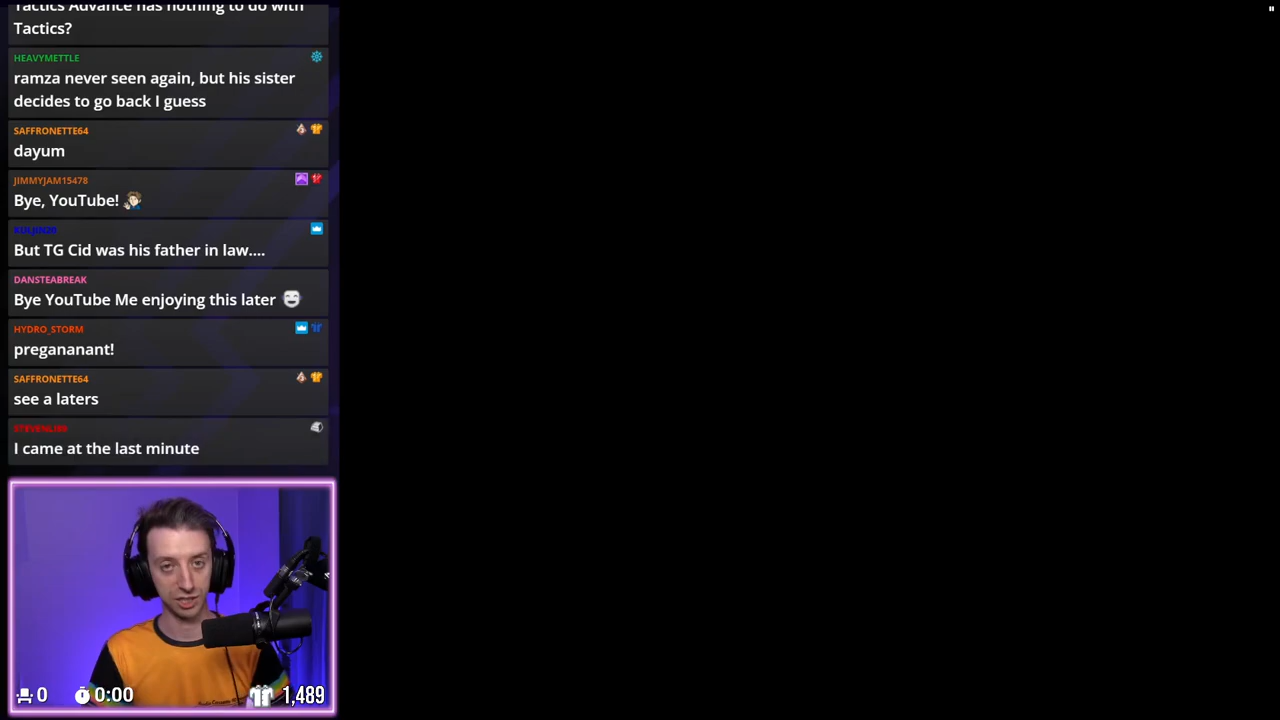 Tactics Advance has nothing to do with
Tactics?
HEAVYMETTLE
ramza never seen again, but his sister
decides to go back I guess
SAFFRONETTE64
dayum
JIMMYJAM15478
Bye, YouTube!
But TG Cid was his father in law....
DANSTEABREAK
Bye YouTube Me enjoying this later
HYDRO_STORM
pregananant!
SAFFRONETTE64
see a laters
I came at the last minute
0
0:00
1,489